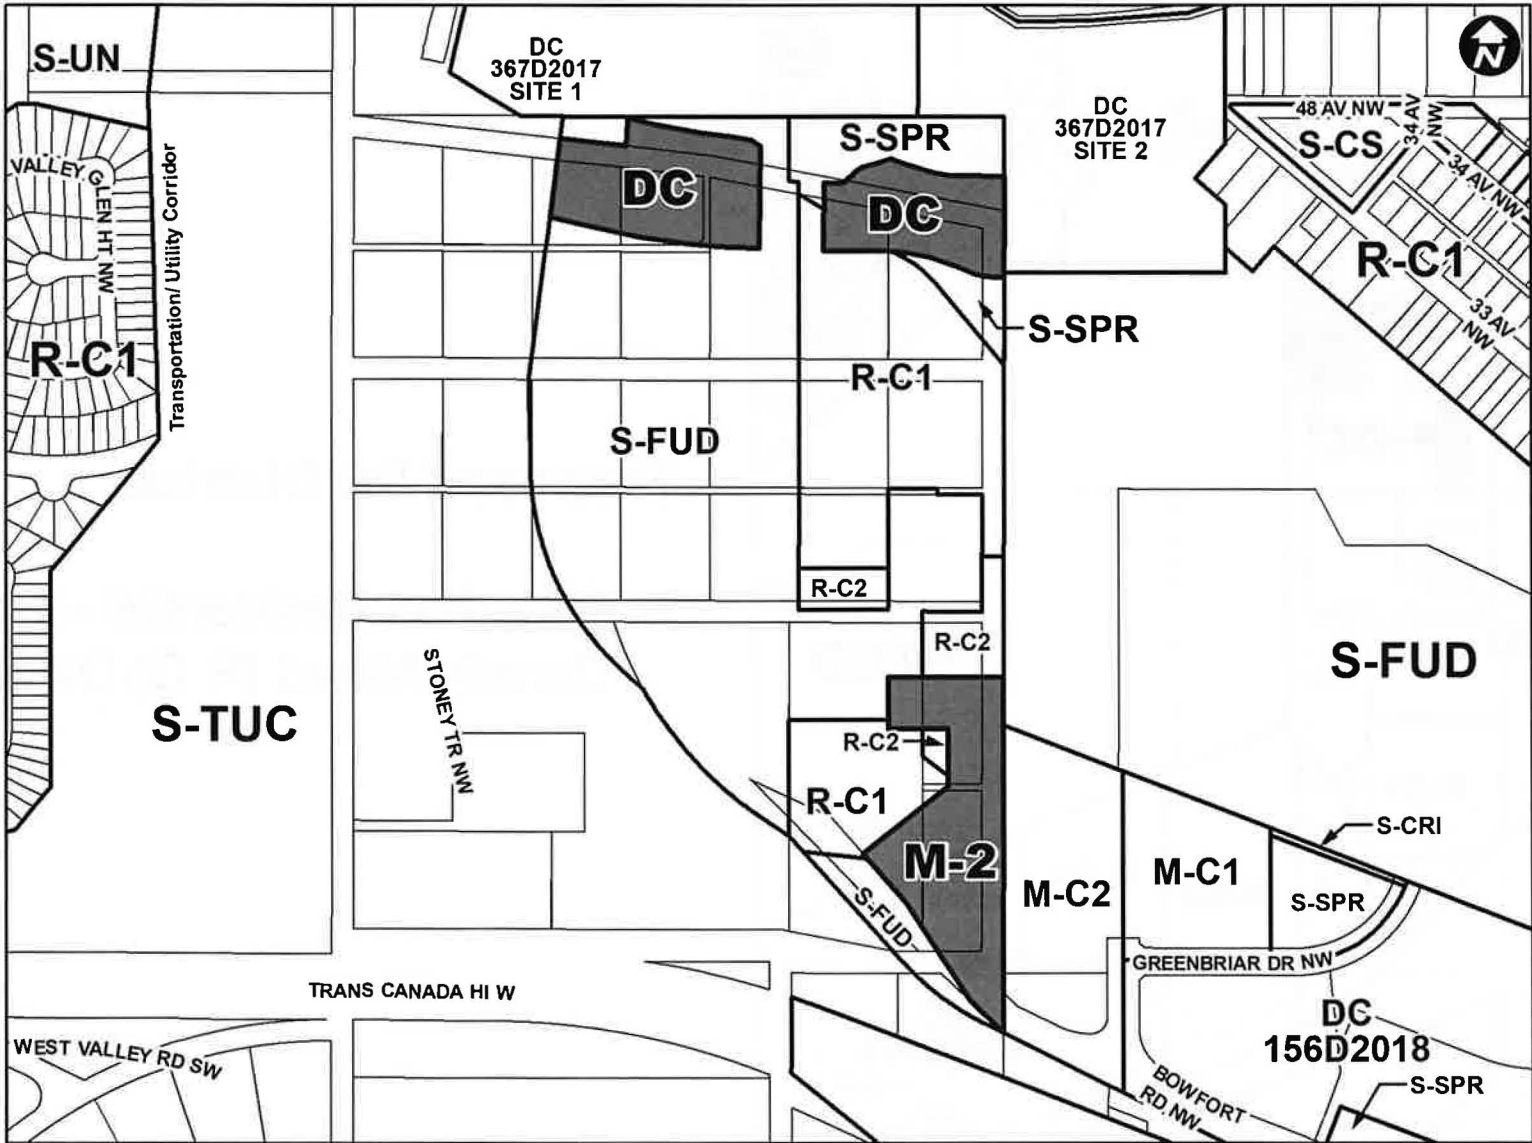 S-UN
DC
367D2017
SITE 1
DC
367D2017
SITE 2
N
48 AV NW
34 AV
NW
S-CS
34 AV NW
S-SPR
VALLEY GLEN HT NW
Transportation/ Utility Corridor
DC
DC
R-C1
33 AV
NW
S-SPR
R-C1
R-C1
S-FUD
R-C2
R-C2
S-FUD
STONEY TR NW
S-TUC
R-C2
R-C1
S-CRI
M-2
M-C1
M-C2
S-SPR
S-FUD
GREENBRIAR DR NW
TRANS CANADA HI W
DC
156D2018
WEST VALLEY RD SW
BOWFORT
RD NW
S-SPR